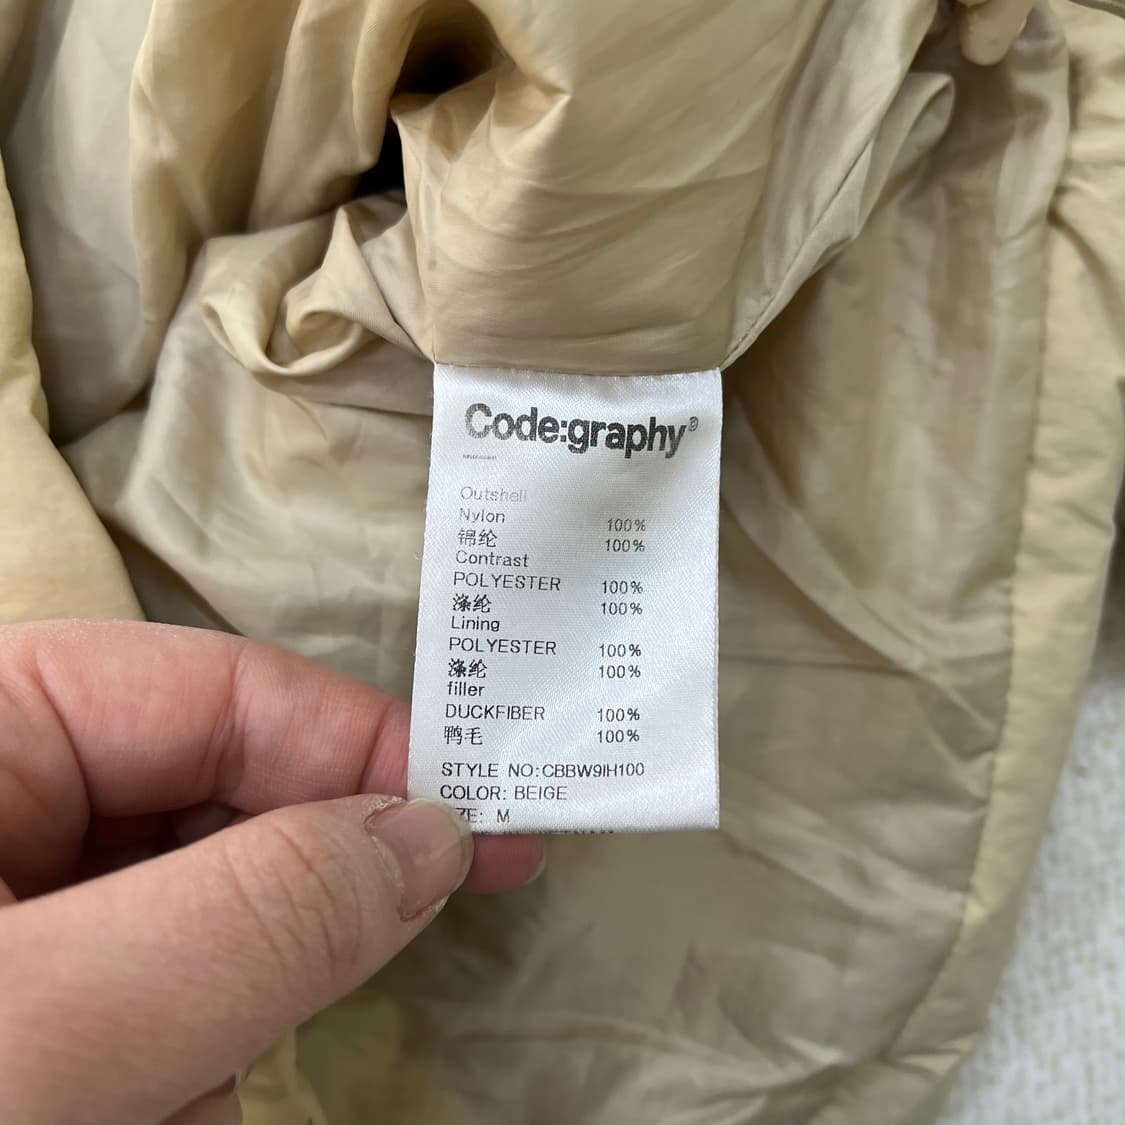 Code:graphy
Outshell
Nylon 100%
锦纶 100%
Contrast
POLYESTER 100%
涤纶 100%
Lining
POLYESTER 100%
涤纶 100%
filler
DUCKFIBER 100%
鸭毛 100%
STYLE NO:CBBW9IH100
COLOR: BEIGE
ZE: M